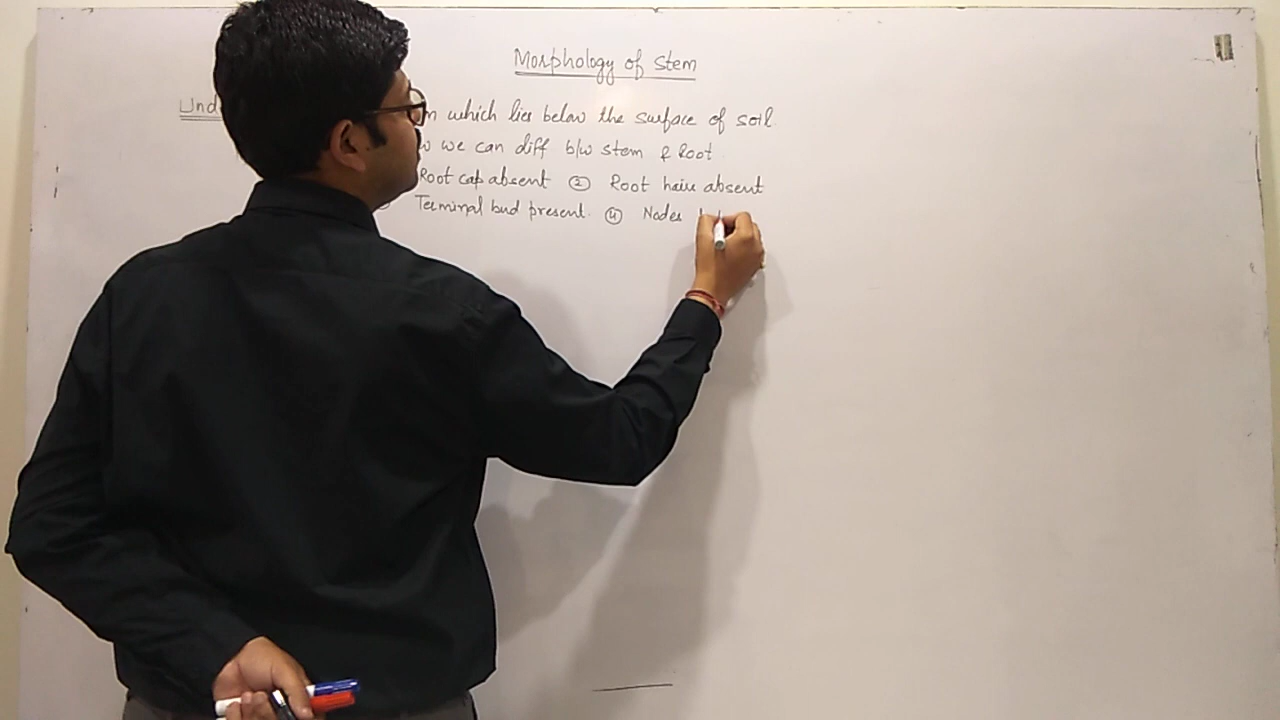 Morphology of Stem
Und
which lies below the surface of soil
we can diff b/w stem & Root
Root cap absent ② Root hair absent
Terminal bud present. ④ Nodes